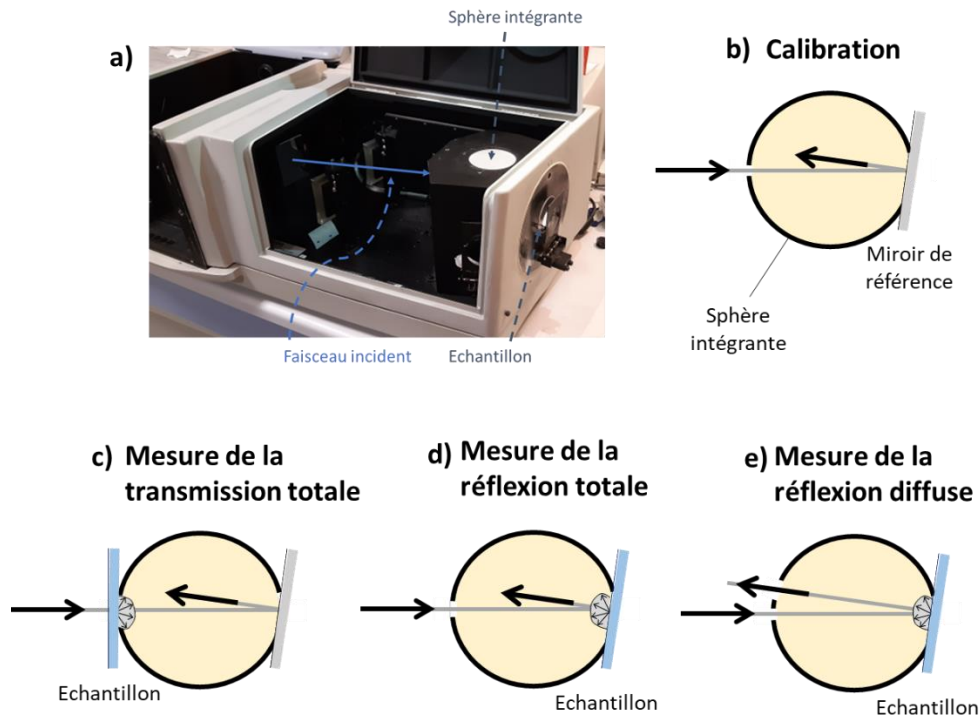 Sphère intégrante
a)
b) Calibration
Miroir de
référence
Sphère
intégrante
Faisceau incident
Echantillon
c) Mesure de la
transmission totale
d) Mesure de la
réflexion totale
e) Mesure de la
réflexion diffuse
Echantillon
Echantillon
Echantillon